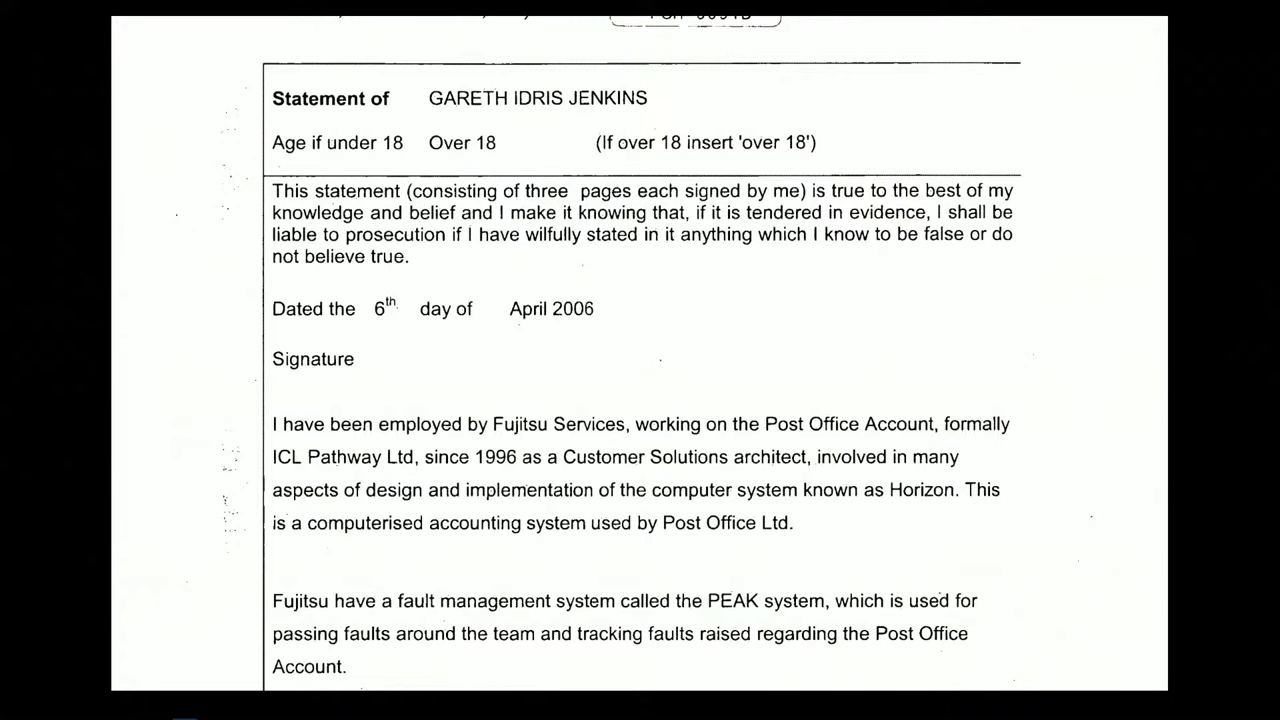 Statement of GARETH IDRIS JENKINS
Age if under 18 Over 18 (If over 18 insert 'over 18')
This statement (consisting of three pages each signed by me) is true to the best of my
knowledge and belief and I make it knowing that, if it is tendered in evidence, I shall be
liable to prosecution if I have wilfully stated in it anything which I know to be false or do
not believe true.
Dated the 6th day of April 2006
Signature
I have been employed by Fujitsu Services, working on the Post Office Account, formally
ICL Pathway Ltd, since 1996 as a Customer Solutions architect, involved in many
aspects of design and implementation of the computer system known as Horizon. This
is a computerised accounting system used by Post Office Ltd.
Fujitsu have a fault management system called the PEAK system, which is used for
passing faults around the team and tracking faults raised regarding the Post Office
Account.